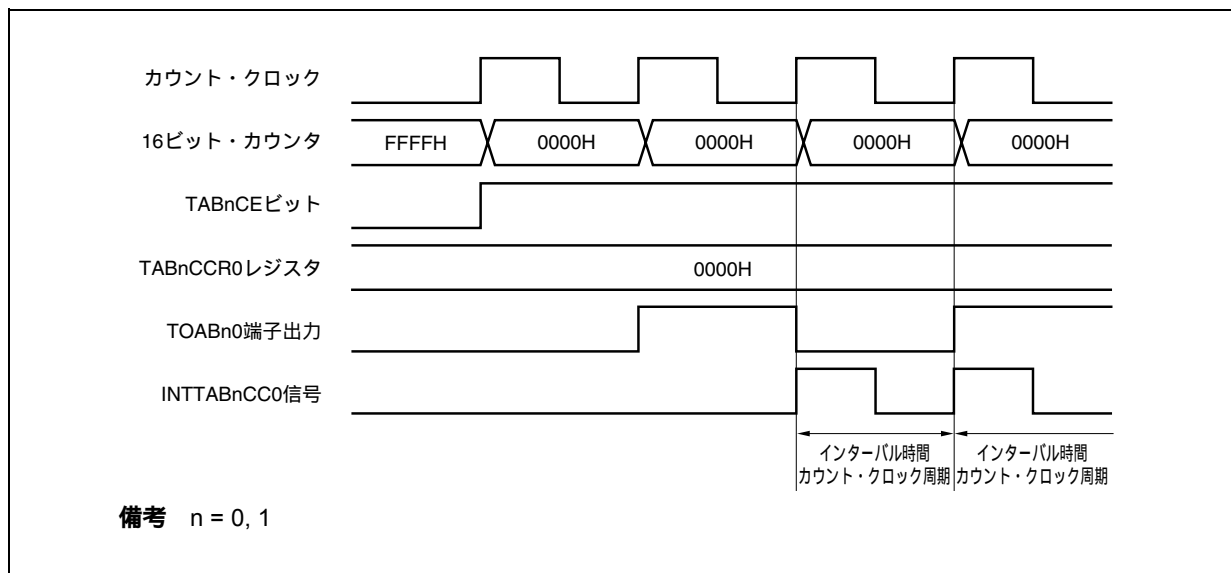 カウント・クロック
16ビット・カウンタ
FFFFH 0000H 0000H 0000H 0000H
TABnCEビット
TABnCCR0レジスタ
0000H
TOABn0端子出力
INTTABnCC0信号
インターバル時間 インターバル時間
カウント・クロック周期 カウント・クロック周期
備考 n = 0, 1